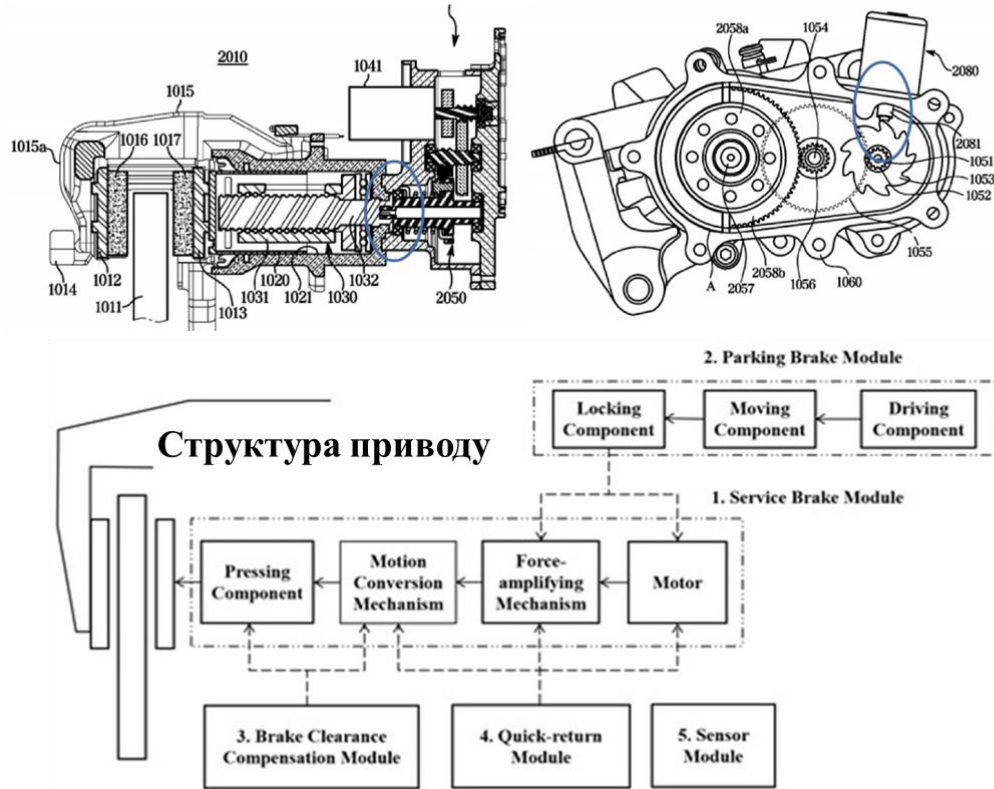 2010
1041
1015
1015a
1016
1017
1014
1012
1011
1013
1031
1020
1021
1030
1032
2050
2058a
1054
2080
2081
1051
1053
1052
1055
A
2057
2058b
1056
1060
Структура приводу
2. Parking Brake Module
Locking
Component
Moving
Component
Driving
Component
1. Service Brake Module
Pressing
Component
Motion
Conversion
Mechanism
Force-
amplifying
Mechanism
Motor
3. Brake Clearance
Compensation Module
4. Quick-return
Module
5. Sensor
Module